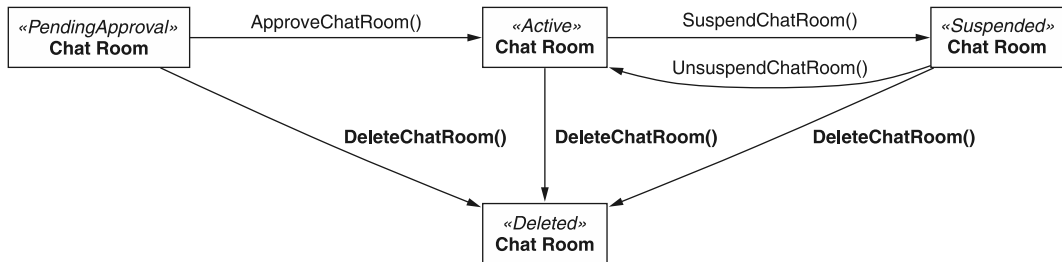 «PendingApproval»
Chat Room
ApproveChatRoom()
«Active»
Chat Room
SuspendChatRoom()
«Suspended»
Chat Room
UnsuspendChatRoom()
DeleteChatRoom()
DeleteChatRoom()
DeleteChatRoom()
«Deleted»
Chat Room